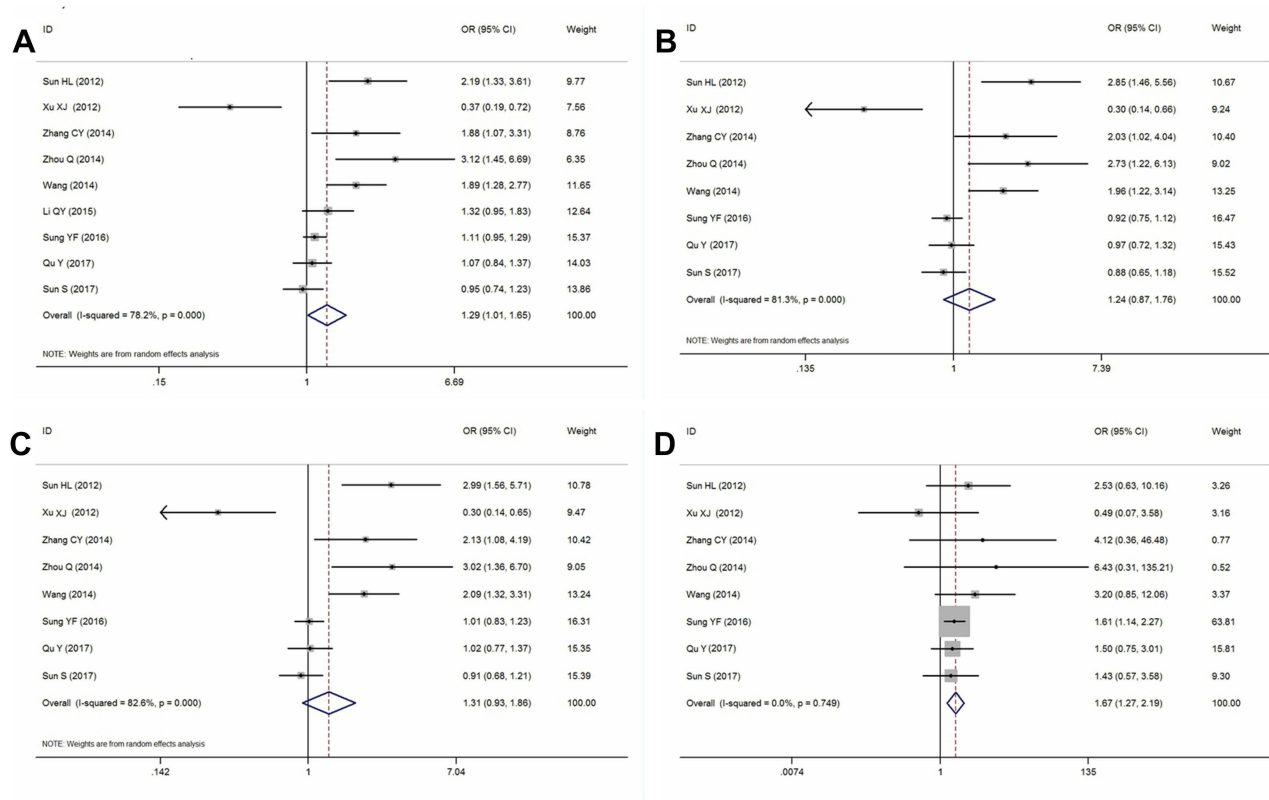 A
ID OR (95% CI) Weight
Sun HL (2012) 2.19 (1.33, 3.61) 9.77
Xu XJ (2012) 0.37 (0.19, 0.72) 7.56
Zhang CY (2014) 1.88 (1.07, 3.31) 8.76
Zhou Q (2014) 3.12 (1.45, 6.69) 6.35
Wang (2014) 1.89 (1.28, 2.77) 11.65
Li QY (2015) 1.32 (0.95, 1.83) 12.64
Sung YF (2016) 1.11 (0.95, 1.29) 15.37
Qu Y (2017) 1.07 (0.84, 1.37) 14.03
Sun S (2017) 0.95 (0.74, 1.23) 13.86
Overall (I-squared = 78.2%, p = 0.000) 1.29 (1.01, 1.65) 100.00
NOTE: Weights are from random effects analysis
.15 1 6.69
B
ID OR (95% CI) Weight
Sun HL (2012) 2.85 (1.46, 5.56) 10.67
Xu XJ (2012) 0.30 (0.14, 0.66) 9.24
Zhang CY (2014) 2.03 (1.02, 4.04) 10.40
Zhou Q (2014) 2.73 (1.22, 6.13) 9.02
Wang (2014) 1.96 (1.22, 3.14) 13.25
Sung YF (2016) 0.92 (0.75, 1.12) 16.47
Qu Y (2017) 0.97 (0.72, 1.32) 15.43
Sun S (2017) 0.88 (0.65, 1.18) 15.52
Overall (I-squared = 81.3%, p = 0.000) 1.24 (0.87, 1.76) 100.00
NOTE: Weights are from random effects analysis
.135 1 7.39
C
ID OR (95% CI) Weight
Sun HL (2012) 2.99 (1.56, 5.71) 10.78
Xu XJ (2012) 0.30 (0.14, 0.65) 9.47
Zhang CY (2014) 2.13 (1.08, 4.19) 10.42
Zhou Q (2014) 3.02 (1.36, 6.70) 9.05
Wang (2014) 2.09 (1.32, 3.31) 13.24
Sung YF (2016) 1.01 (0.83, 1.23) 16.31
Qu Y (2017) 1.02 (0.77, 1.37) 15.35
Sun S (2017) 0.91 (0.68, 1.21) 15.39
Overall (I-squared = 82.6%, p = 0.000) 1.31 (0.93, 1.86) 100.00
NOTE: Weights are from random effects analysis
.142 1 7.04
D
ID OR (95% CI) Weight
Sun HL (2012) 2.53 (0.63, 10.16) 3.26
Xu XJ (2012) 0.49 (0.07, 3.58) 3.16
Zhang CY (2014) 4.12 (0.36, 46.48) 0.77
Zhou Q (2014) 6.43 (0.31, 135.21) 0.52
Wang (2014) 3.20 (0.85, 12.06) 3.37
Sung YF (2016) 1.61 (1.14, 2.27) 63.81
Qu Y (2017) 1.50 (0.75, 3.01) 15.81
Sun S (2017) 1.43 (0.57, 3.58) 9.30
Overall (I-squared = 0.0%, p = 0.749) 1.67 (1.27, 2.19) 100.00
.0074 1 135